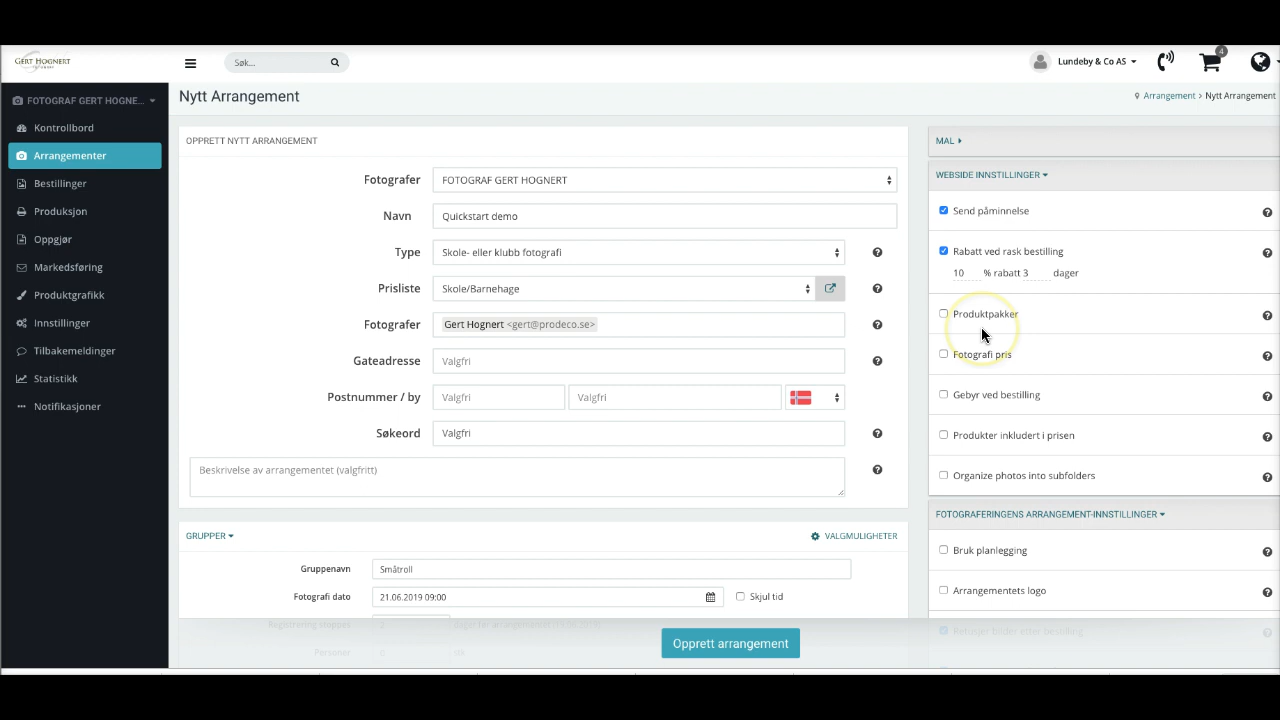 GERT HOGNERT
Søk...
Lundeby & Co AS
4
FOTOGRAF GERT HOGNE...
Kontrollbord
Arrangementer
Bestillinger
Produksjon
Oppgjør
Markedsføring
Produktgrafikk
Innstillinger
Tilbakemeldinger
Statistikk
Notifikasjoner
Nytt Arrangement
Arrangement > Nytt Arrangement
OPPRETT NYTT ARRANGEMENT
Fotografer FOTOGRAF GERT HOGNERT
Navn Quickstart demo
Type Skole- eller klubb fotografi
Prisliste Skole/Barnehage
Fotografer Gert Hognert <gert@prodeco.se>
Gateadresse Valgfri
Postnummer / by Valgfri Valgfri
Søkeord Valgfri
Beskrivelse av arrangementet (valgfritt)
GRUPPER VALGMULIGHETER
Gruppenavn Småtroll
Fotografi dato 21.06.2019 09:00 Skjul tid
Personer 0 stk
Opprett arrangement
MAL
WEBSIDE INNSTILLINGER
Send påminnelse
Rabatt ved rask bestilling
10 % rabatt 3 dager
Produktpakker
Fotografi pris
Gebyr ved bestilling
Produkter inkludert i prisen
Organize photos into subfolders
FOTOGRAFERINGENS ARRANGEMENT-INNSTILLINGER
Bruk planlegging
Arrangementets logo